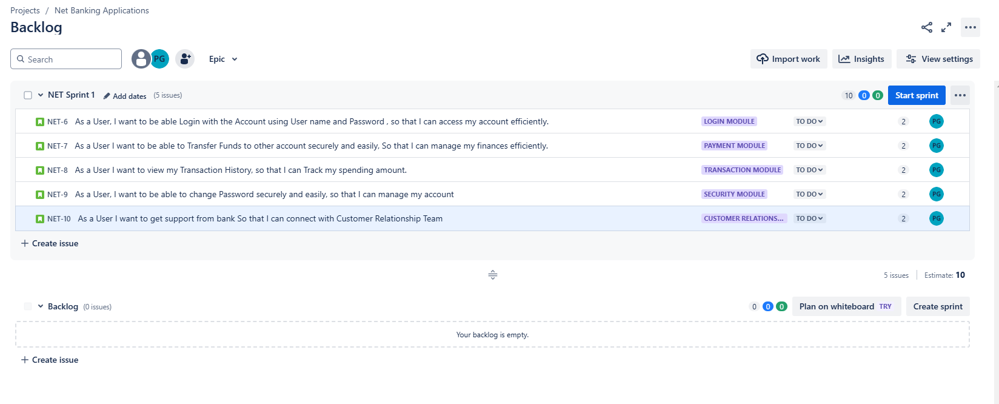 Projects / Net Banking Applications
Backlog
Search PG Epic Import work Insights View settings
NET Sprint 1 Add dates (5 issues) 10 0 0 Start sprint
NET-6 As a User, I want to be able Login with the Account using User name and Password , so that I can access my account efficiently. LOGIN MODULE TO DO 2 PG
NET-7 As a User I want to be able to Transfer Funds to other account securely and easily, So that I can manage my finances efficiently. PAYMENT MODULE TO DO 2 PG
NET-8 As a User I want to view my Transaction History, so that I can Track my spending amount. TRANSACTION MODULE TO DO 2 PG
NET-9 As a User, I want to be able to change Password securely and easily, so that I can manage my account SECURITY MODULE TO DO 2 PG
NET-10 As a User I want to get support from bank So that I can connect with Customer Relationship Team CUSTOMER RELATIONS... TO DO 2 PG
+ Create issue
5 issues Estimate: 10
Backlog (0 issues) 0 0 0 Plan on whiteboard TRY Create sprint
Your backlog is empty.
+ Create issue